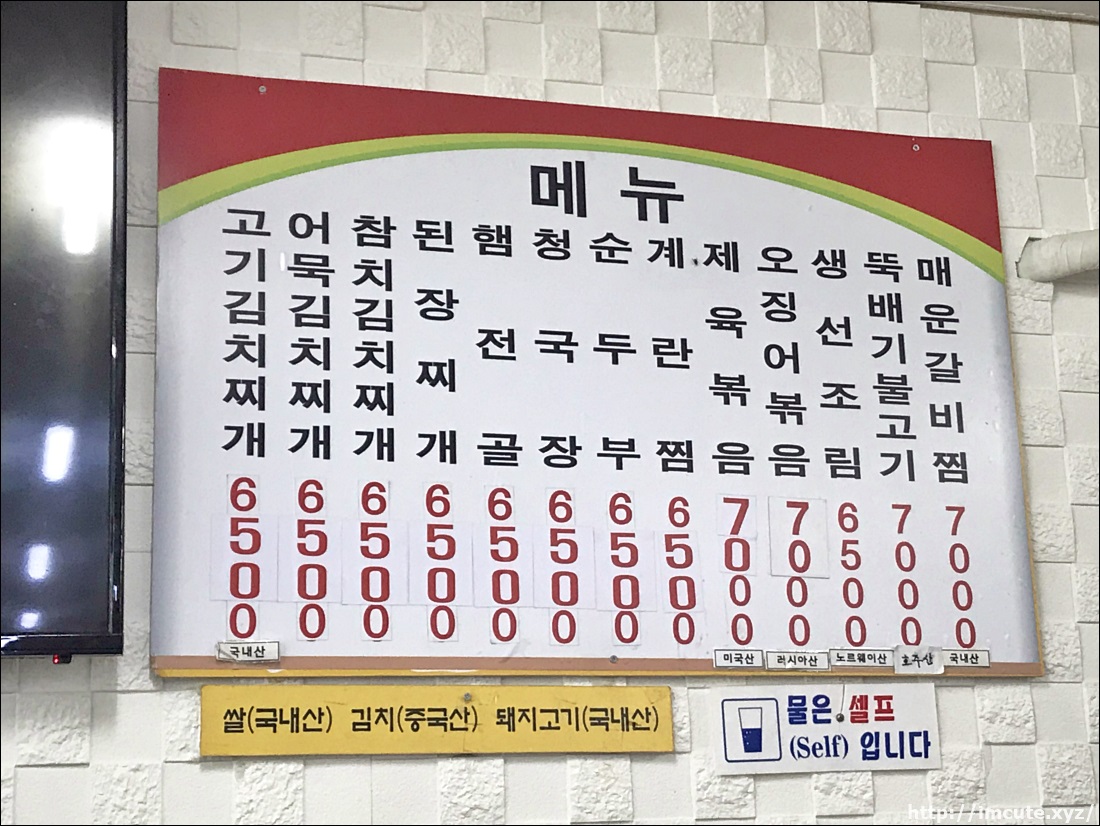 메뉴
고기김치찌개 6500
어묵김치찌개 6500
참치김치찌개 6500
된장찌개 6500
햄전골 6500
청국장 6500
순두부 6500
계란찜 6500
제육볶음 7000
오징어볶음 7000
생선조림 6500
뚝배기불고기 7000
매운갈비찜 7000
국내산
미국산
러시아산
노르웨이산
호주산
국내산
쌀(국내산) 김치(중국산) 돼지고기(국내산)
물은 셀프
(Self) 입니다
http://imcute.xyz/